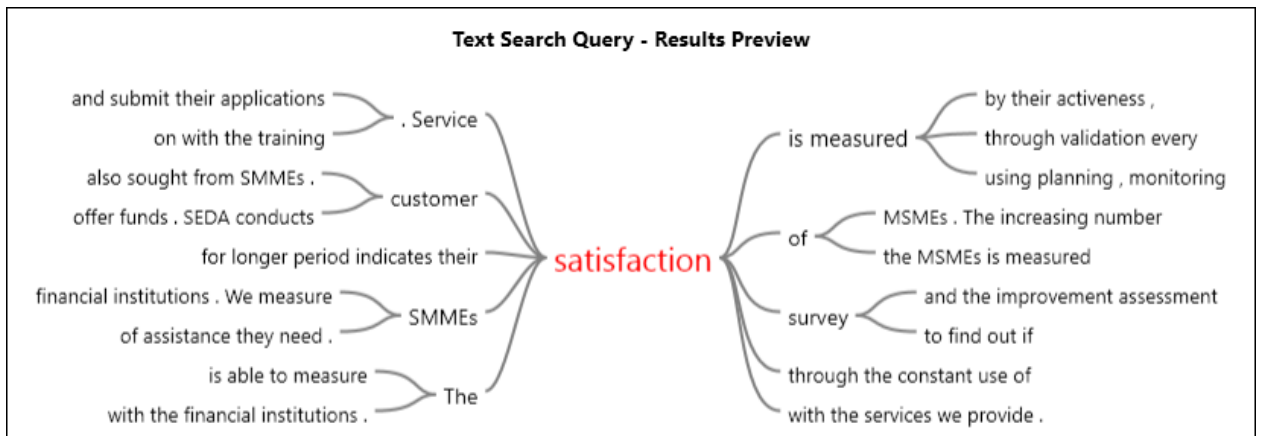 Text Search Query - Results Preview
and submit their applications
on with the training
. Service
also sought from SMMEs .
offer funds . SEDA conducts
customer
for longer period indicates their
financial institutions . We measure
of assistance they need .
SMMEs
is able to measure
with the financial institutions .
The
satisfaction
is measured
by their activeness ,
through validation every
using planning , monitoring
of
MSMEs . The increasing number
the MSMEs is measured
survey
and the improvement assessment
to find out if
through the constant use of
with the services we provide .